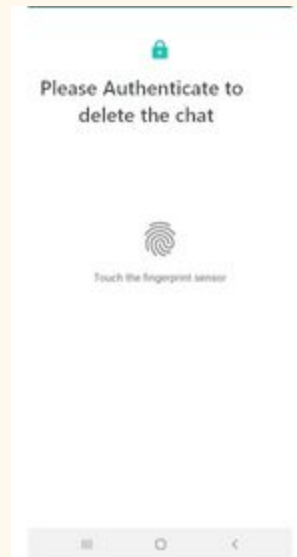 Please Authenticate to
delete the chat
Touch the fingerprint sensor